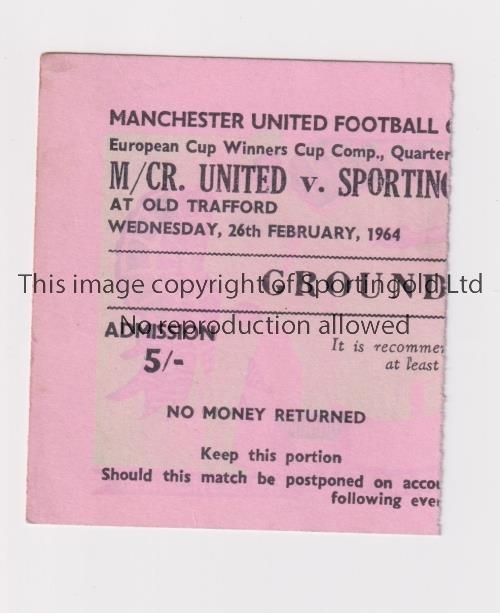 MANCHESTER UNITED FOOTBALL
European Cup Winners Cup Comp., Quarter
M/CR. UNITED v. SPORTING
AT OLD TRAFFORD
WEDNESDAY, 26th FEBRUARY, 1964
GROUND
This image copyright of Sportingold Ltd
No reproduction allowed
ADMISSION
5/-
It is recomme
at least
NO MONEY RETURNED
Keep this portion
Should this match be postponed on accou
following eve